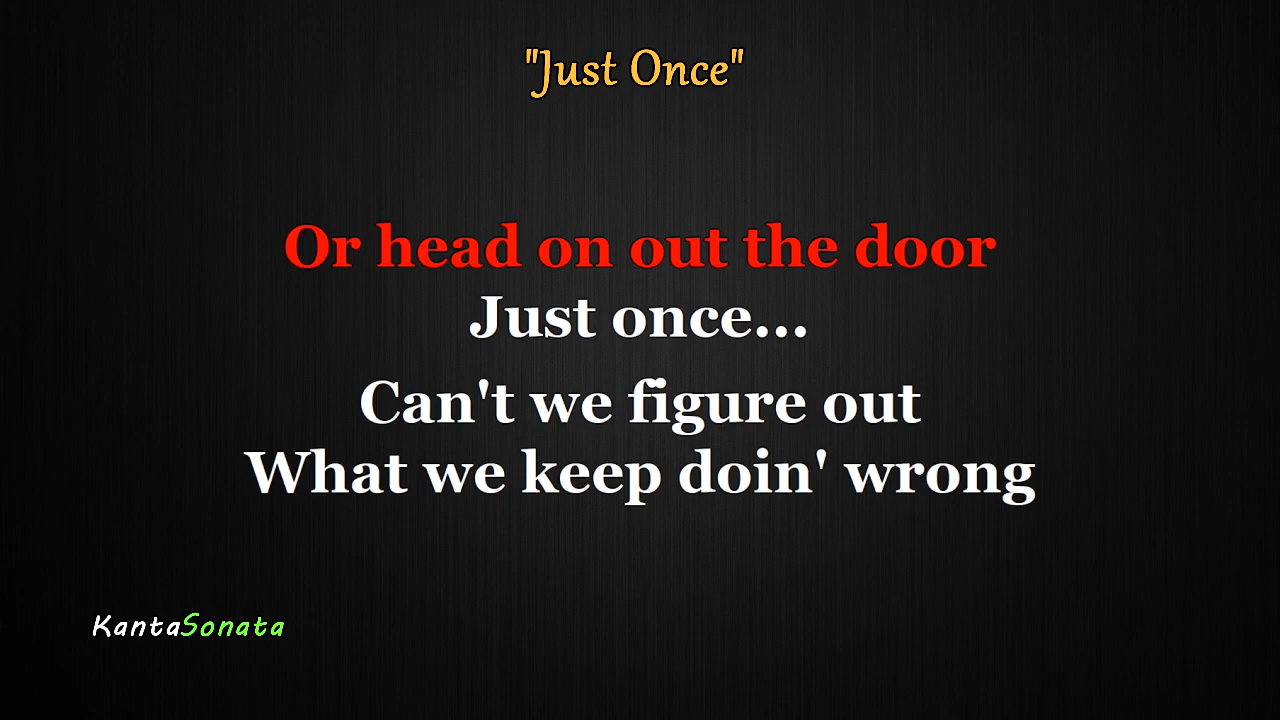 "Just Once"
Or head on out the door
Just once...
Can't we figure out
What we keep doin' wrong
KantaSonata